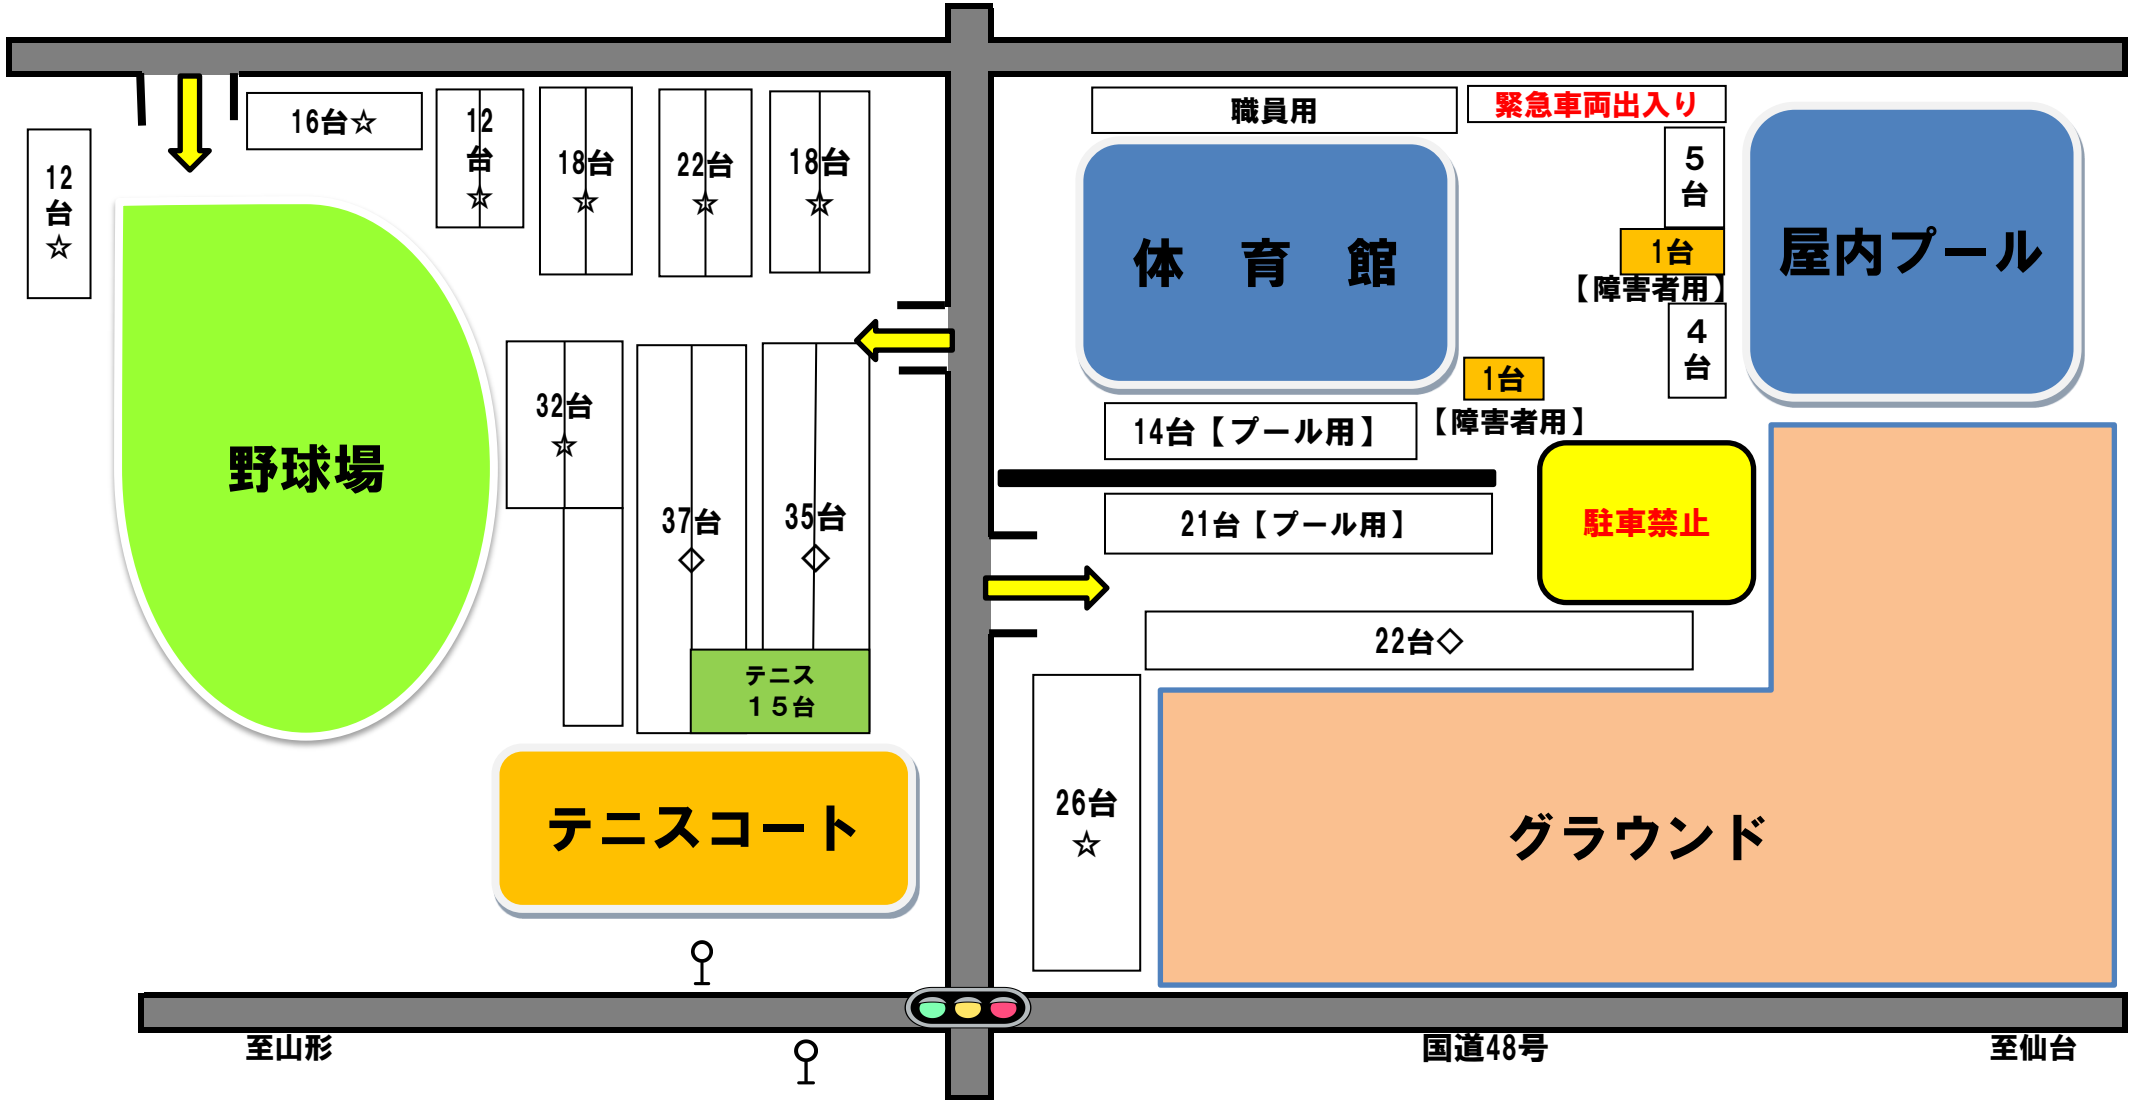 16台☆
12
台
☆
12
台
☆
18台
☆
22台
☆
18台
☆
職員用
緊急車両出入り
5
台
1台
【障害者用】
4
台
体 育 館
屋内プール
1台
【障害者用】
14台【プール用】
21台【プール用】
駐車禁止
野球場
32台
☆
37台
◇
35台
◇
テニス
15台
22台◇
テニスコート
26台
☆
グラウンド
至山形
国道48号
至仙台